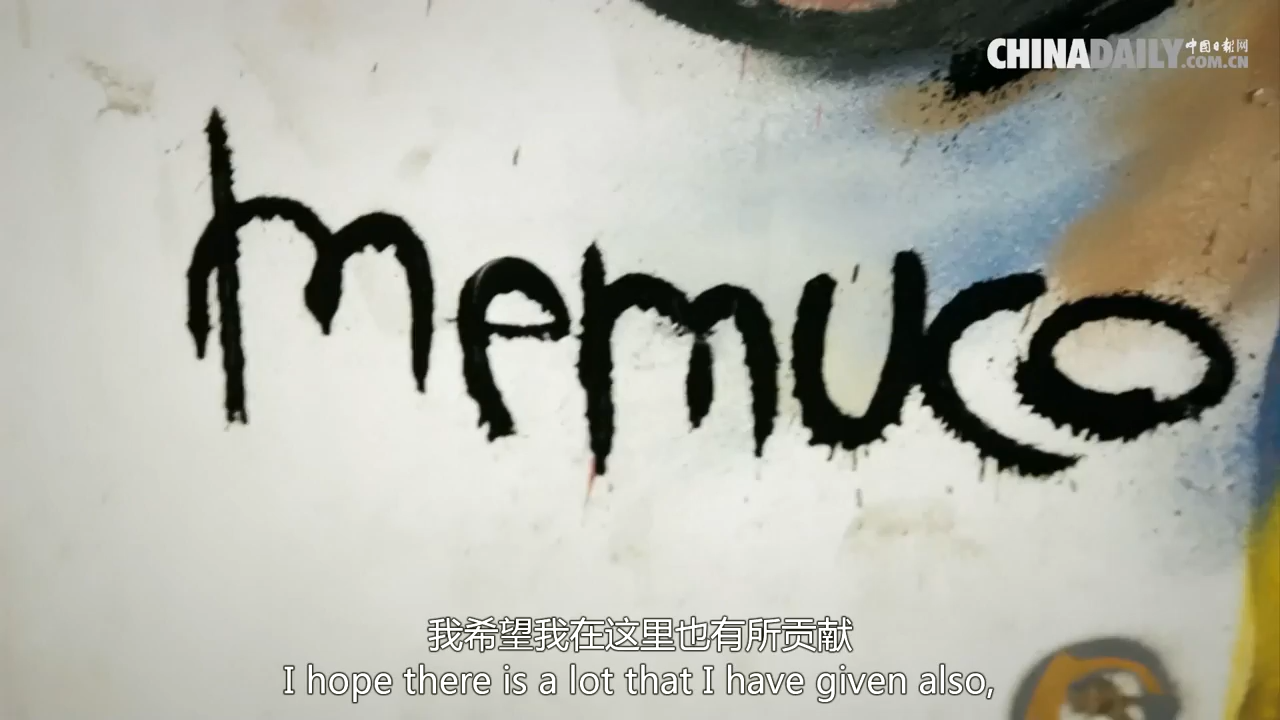 CHINADAILY 中国日报网
.COM.CN
memuco
我希望我在这里也有所贡献
I hope there is a lot that I have given also,